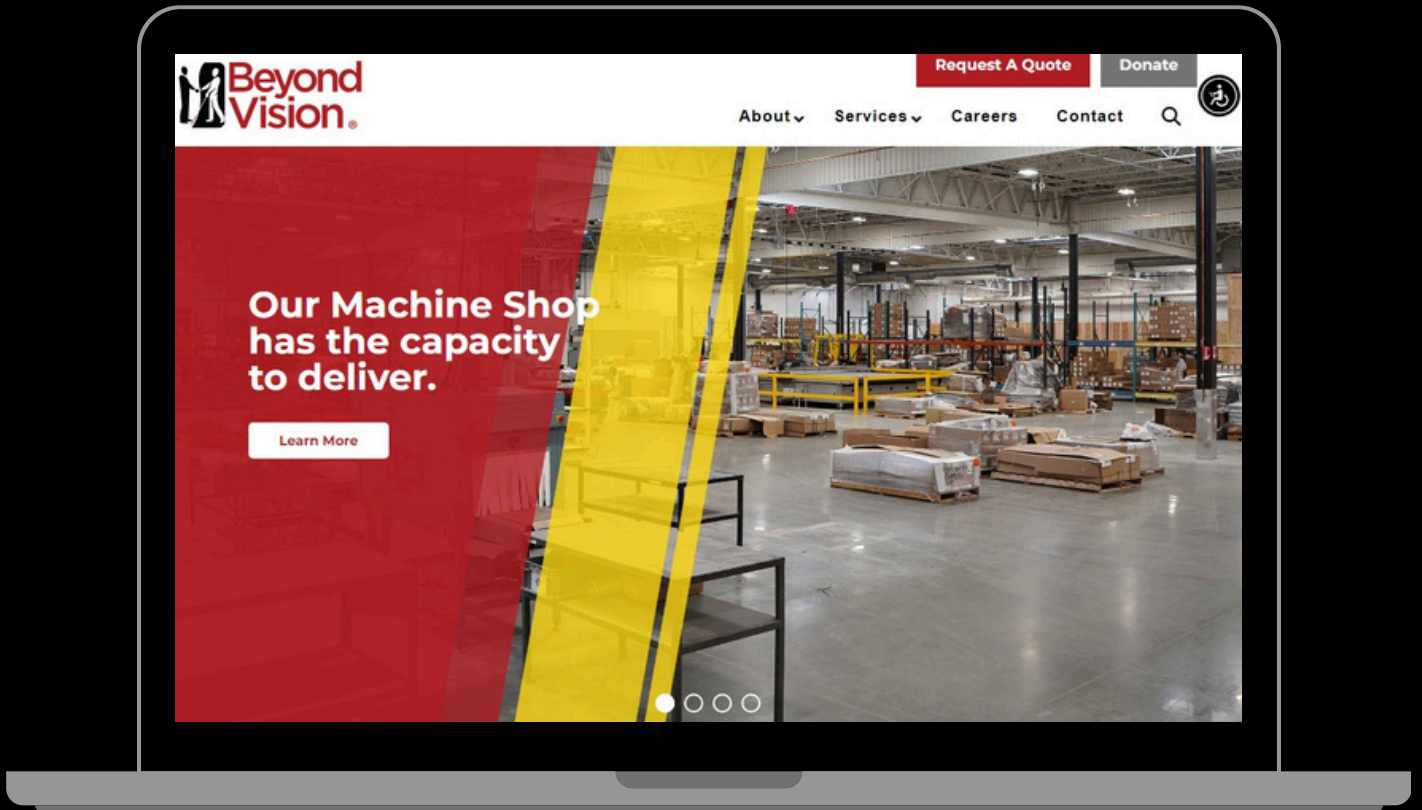 Beyond
Vision®
Request A Quote
Donate
About
Services
Careers
Contact
Our Machine Shop
has the capacity
to deliver.
Learn More